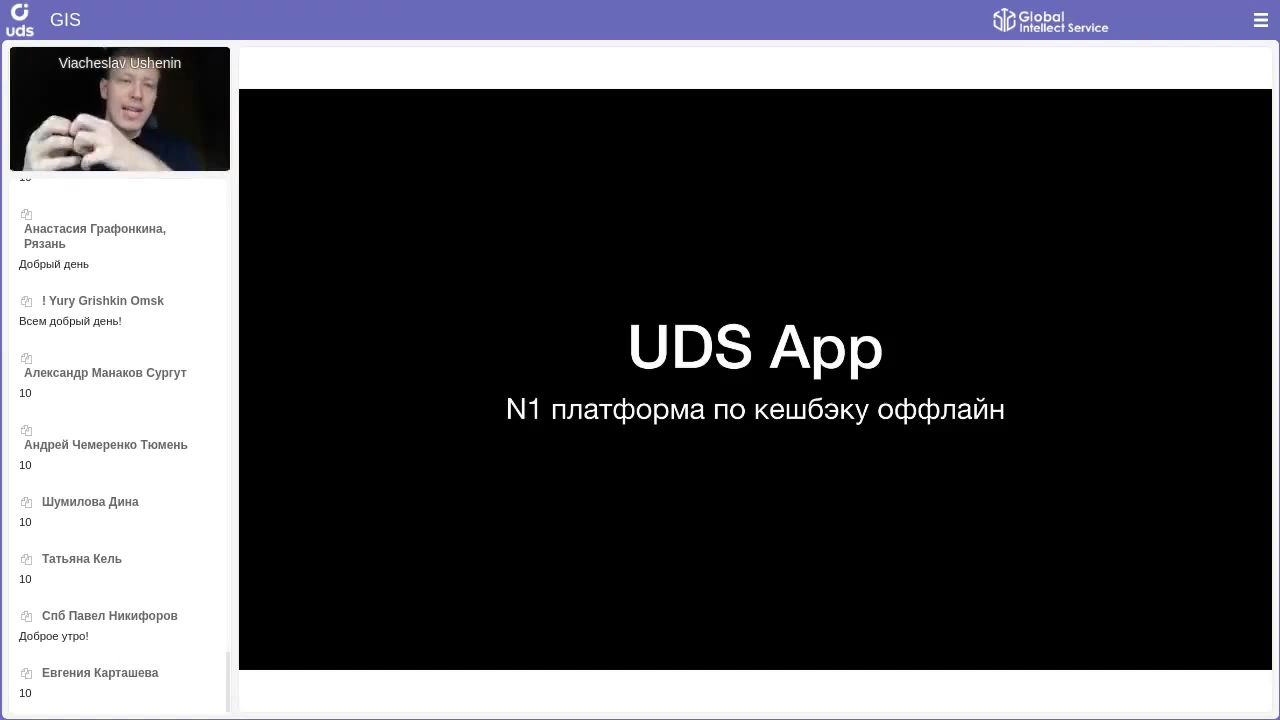 uds
GIS
Global
Intellect Service
Viacheslav Ushenin
Анастасия Графонкина,
Рязань
Добрый день
! Yury Grishkin Omsk
Всем добрый день!
Александр Манаков Сургут
10
Андрей Чемеренко Тюмень
10
Шумилова Дина
10
Татьяна Кель
10
Спб Павел Никифоров
Доброе утро!
Евгения Карташева
10
UDS App
N1 платформа по кешбэку оффлайн